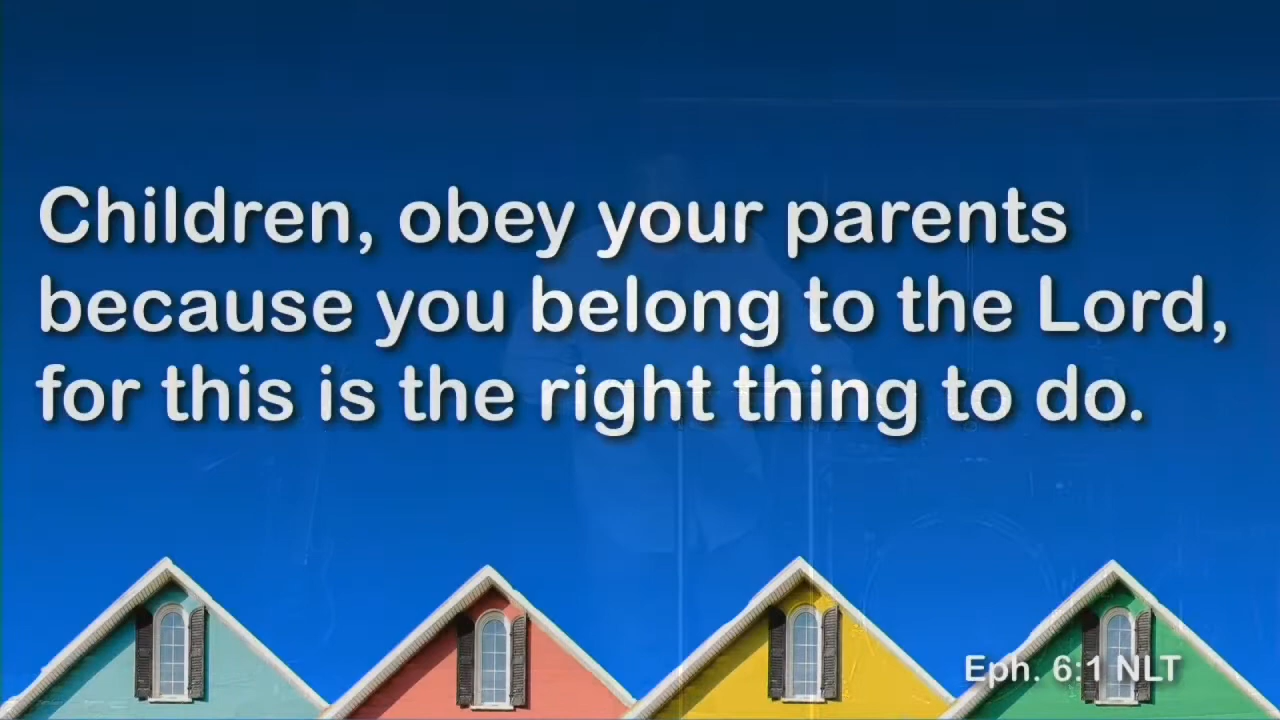 Children, obey your parents
because you belong to the Lord,
for this is the right thing to do.
Eph. 6:1 NLT